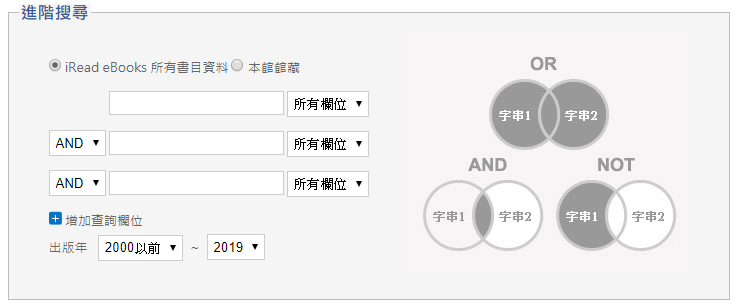 進階搜尋
iRead eBooks 所有書目資料 本館館藏
所有欄位
AND 所有欄位
AND 所有欄位
增加查詢欄位
出版年 2000以前 ~ 2019
OR
字串1 字串2
AND NOT
字串1 字串2 字串1 字串2